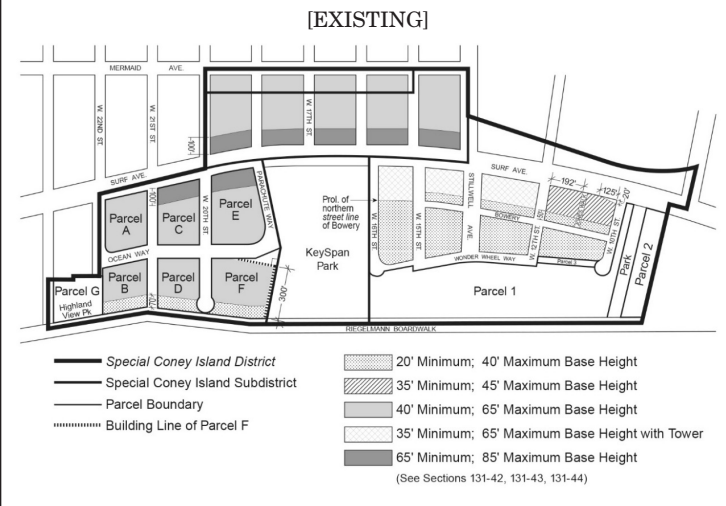 [EXISTING]
MERMAID AVE.
W. 22ND ST.
W. 21ST ST.
W. 17TH ST.
100'
SURF AVE.
SURF AVE.
192'
125'
20'
100'
W. 20TH ST.
PARACHUTE WAY
Parcel A
Parcel C
Parcel E
Prol. of northern street line of Bowery
W. 16TH ST.
W. 15TH ST.
STILLWELL AVE.
BOWERY
W. 12TH ST.
W. 10TH ST.
KeySpan Park
OCEAN WAY
WONDER WHEEL WAY
Parcel 3
Park
Parcel 2
Parcel G
Highland View Pk
Parcel B
70'
Parcel D
Parcel F
300'
Parcel 1
RIEGELMANN BOARDWALK
Special Coney Island District
Special Coney Island Subdistrict
Parcel Boundary
Building Line of Parcel F
20' Minimum; 40' Maximum Base Height
35' Minimum; 45' Maximum Base Height
40' Minimum; 65' Maximum Base Height
35' Minimum; 65' Maximum Base Height with Tower
65' Minimum; 85' Maximum Base Height
(See Sections 131-42, 131-43, 131-44)